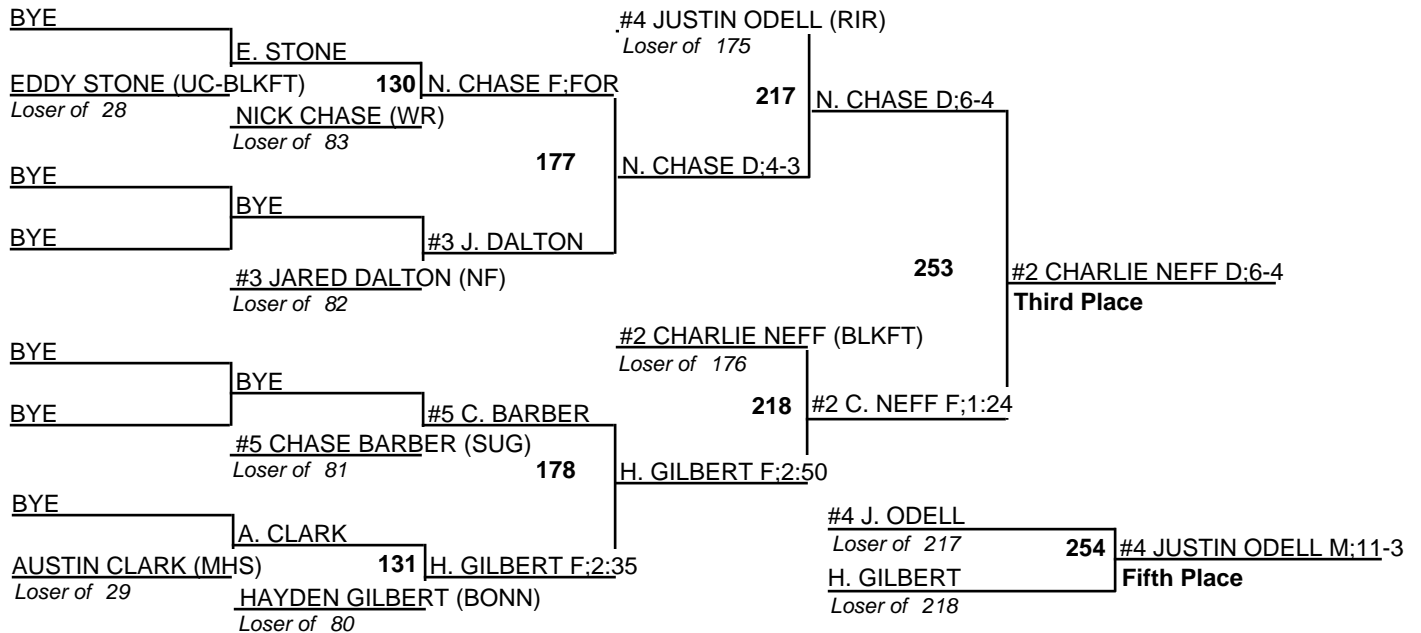 BYE
E. STONE
EDDY STONE (UC-BLKFT)
Loser of 28
130
N. CHASE F;FOR
NICK CHASE (WR)
Loser of 83
177
BYE
BYE
BYE
#3 J. DALTON
#3 JARED DALTON (NF)
Loser of 82
#4 JUSTIN ODELL (RIR)
Loser of 175
217
N. CHASE D;6-4
N. CHASE D;4-3
253
#2 CHARLIE NEFF D;6-4
Third Place
BYE
BYE
BYE
#5 C. BARBER
#5 CHASE BARBER (SUG)
Loser of 81
178
#2 CHARLIE NEFF (BLKFT)
Loser of 176
218
#2 C. NEFF F;1:24
H. GILBERT F;2:50
BYE
A. CLARK
AUSTIN CLARK (MHS)
Loser of 29
131
H. GILBERT F;2:35
HAYDEN GILBERT (BONN)
Loser of 80
#4 J. ODELL
Loser of 217
254
#4 JUSTIN ODELL M;11-3
Fifth Place
H. GILBERT
Loser of 218